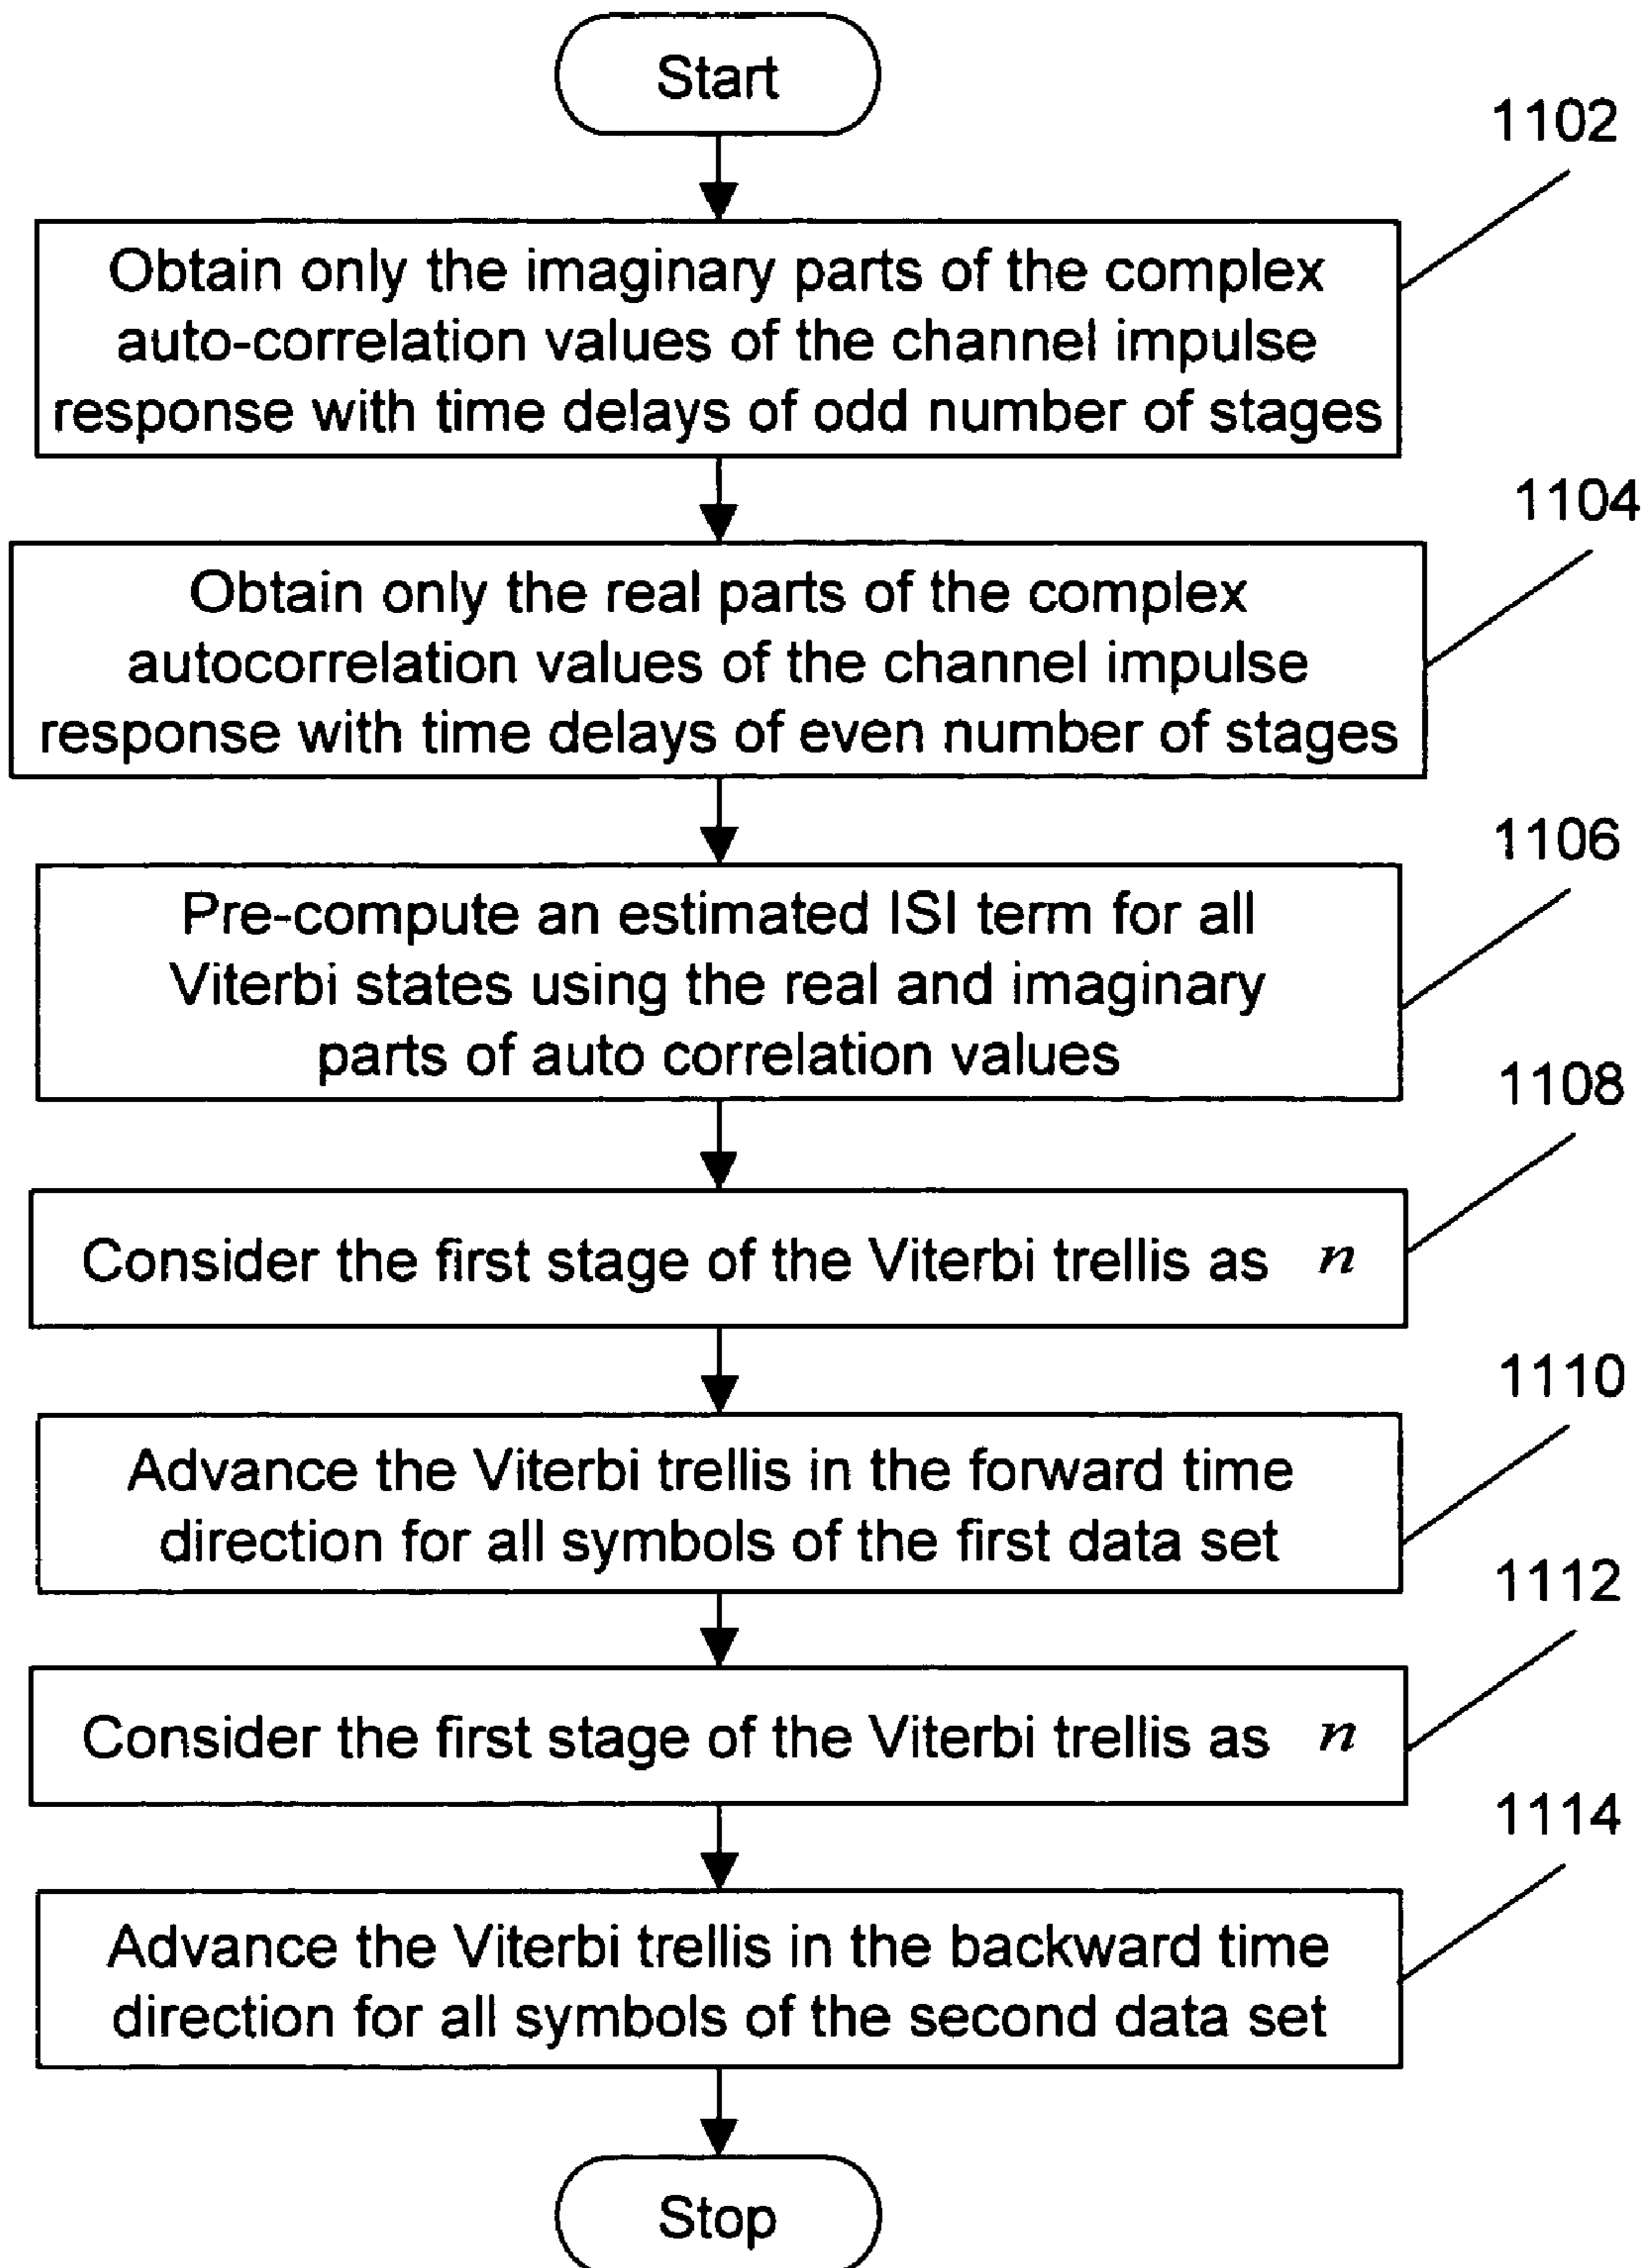 Start
1102
Obtain only the imaginary parts of the complex
auto-correlation values of the channel impulse
response with time delays of odd number of stages
1104
Obtain only the real parts of the complex
autocorrelation values of the channel impulse
response with time delays of even number of stages
1106
Pre-compute an estimated ISI term for all
Viterbi states using the real and imaginary
parts of auto correlation values
1108
Consider the first stage of the Viterbi trellis as n
1110
Advance the Viterbi trellis in the forward time
direction for all symbols of the first data set
1112
Consider the first stage of the Viterbi trellis as n
1114
Advance the Viterbi trellis in the backward time
direction for all symbols of the second data set
Stop